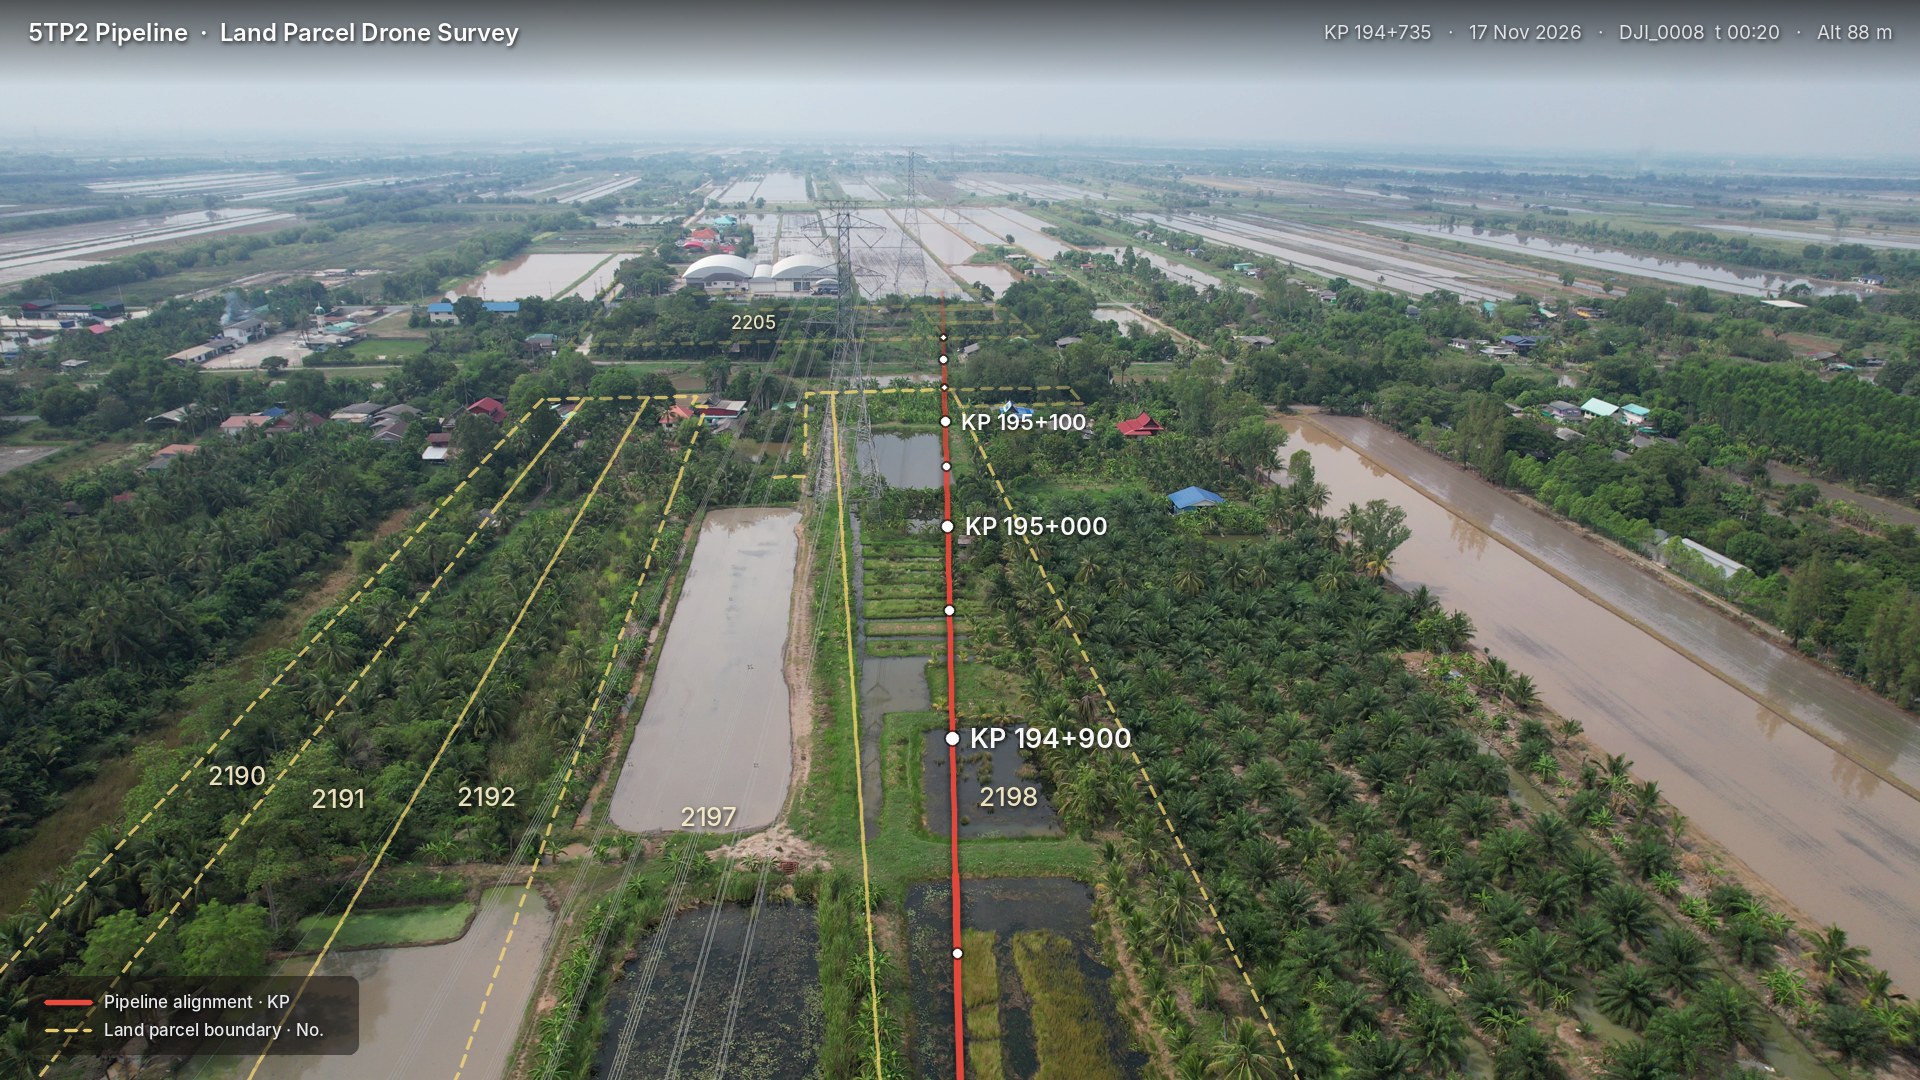 5TP2 Pipeline · Land Parcel Drone Survey
KP 194+735 · 17 Nov 2026 · DJI_0008 t 00:20 · Alt 88 m
2205
KP 195+100
KP 195+000
KP 194+900
2190
2191
2192
2197
2198
Pipeline alignment · KP
Land parcel boundary · No.